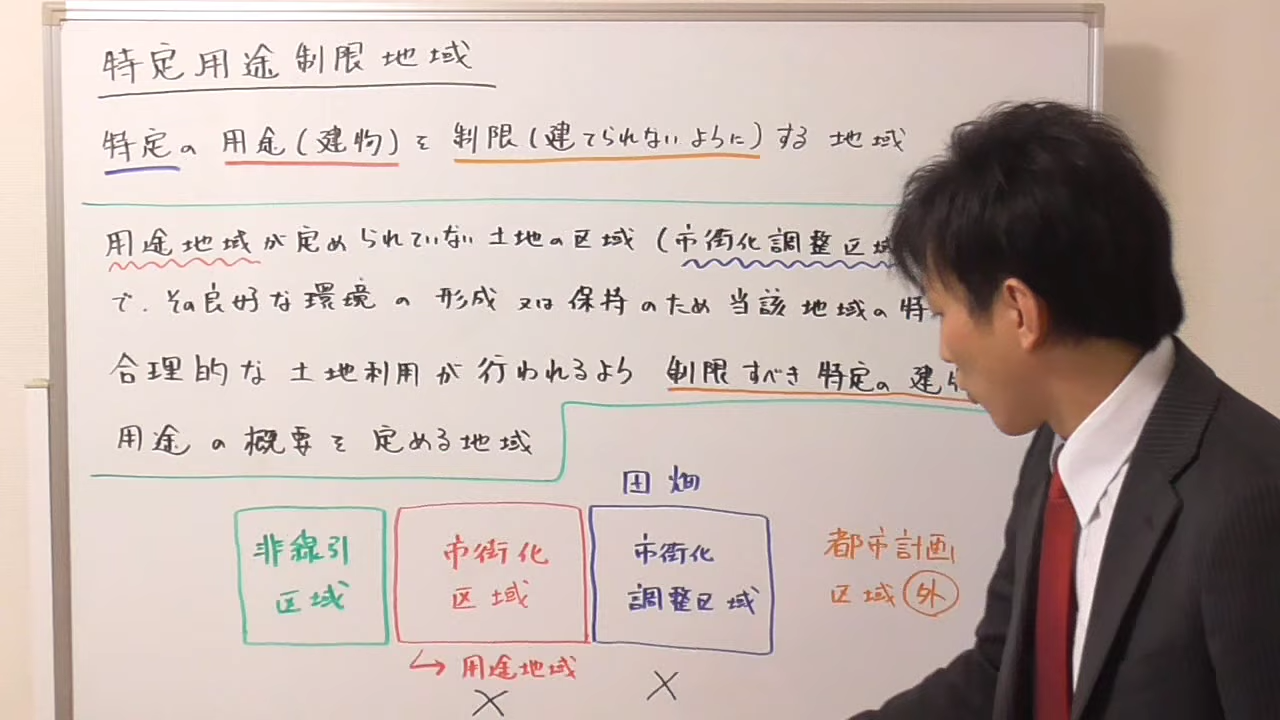 特定用途制限地域
特定の用途(建物)を制限(建てられないように)する地域
用途地域が定められていない土地の区域(市街化調整区域
で、その良好な環境の形成又は保持のため当該地域の特
合理的な土地利用が行われるよう制限すべき特定の建
用途の概要を定める地域
田畑
非線引
区域
市街化
区域
市街化
調整区域
都市計画
区域外
↳用途地域
×
×